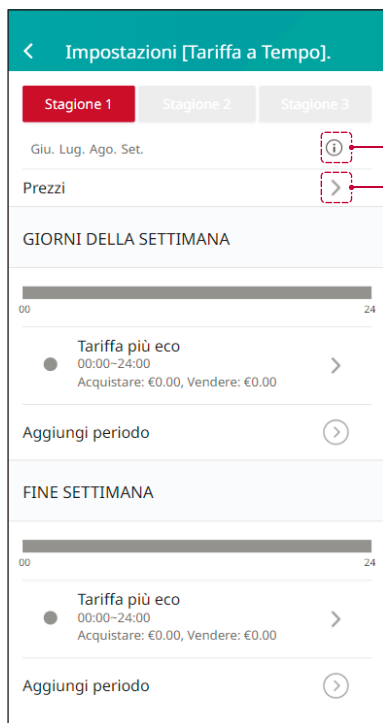 Impostazioni [Tariffa a Tempo].
Stagione 1 Stagione 2 Stagione 3
Giu. Lug. Ago. Set.
Prezzi
GIORNI DELLA SETTIMANA
00 24
Tariffa più eco
00:00~24:00
Acquistare: €0.00, Vendere: €0.00
Aggiungi periodo
FINE SETTIMANA
00 24
Tariffa più eco
00:00~24:00
Acquistare: €0.00, Vendere: €0.00
Aggiungi periodo